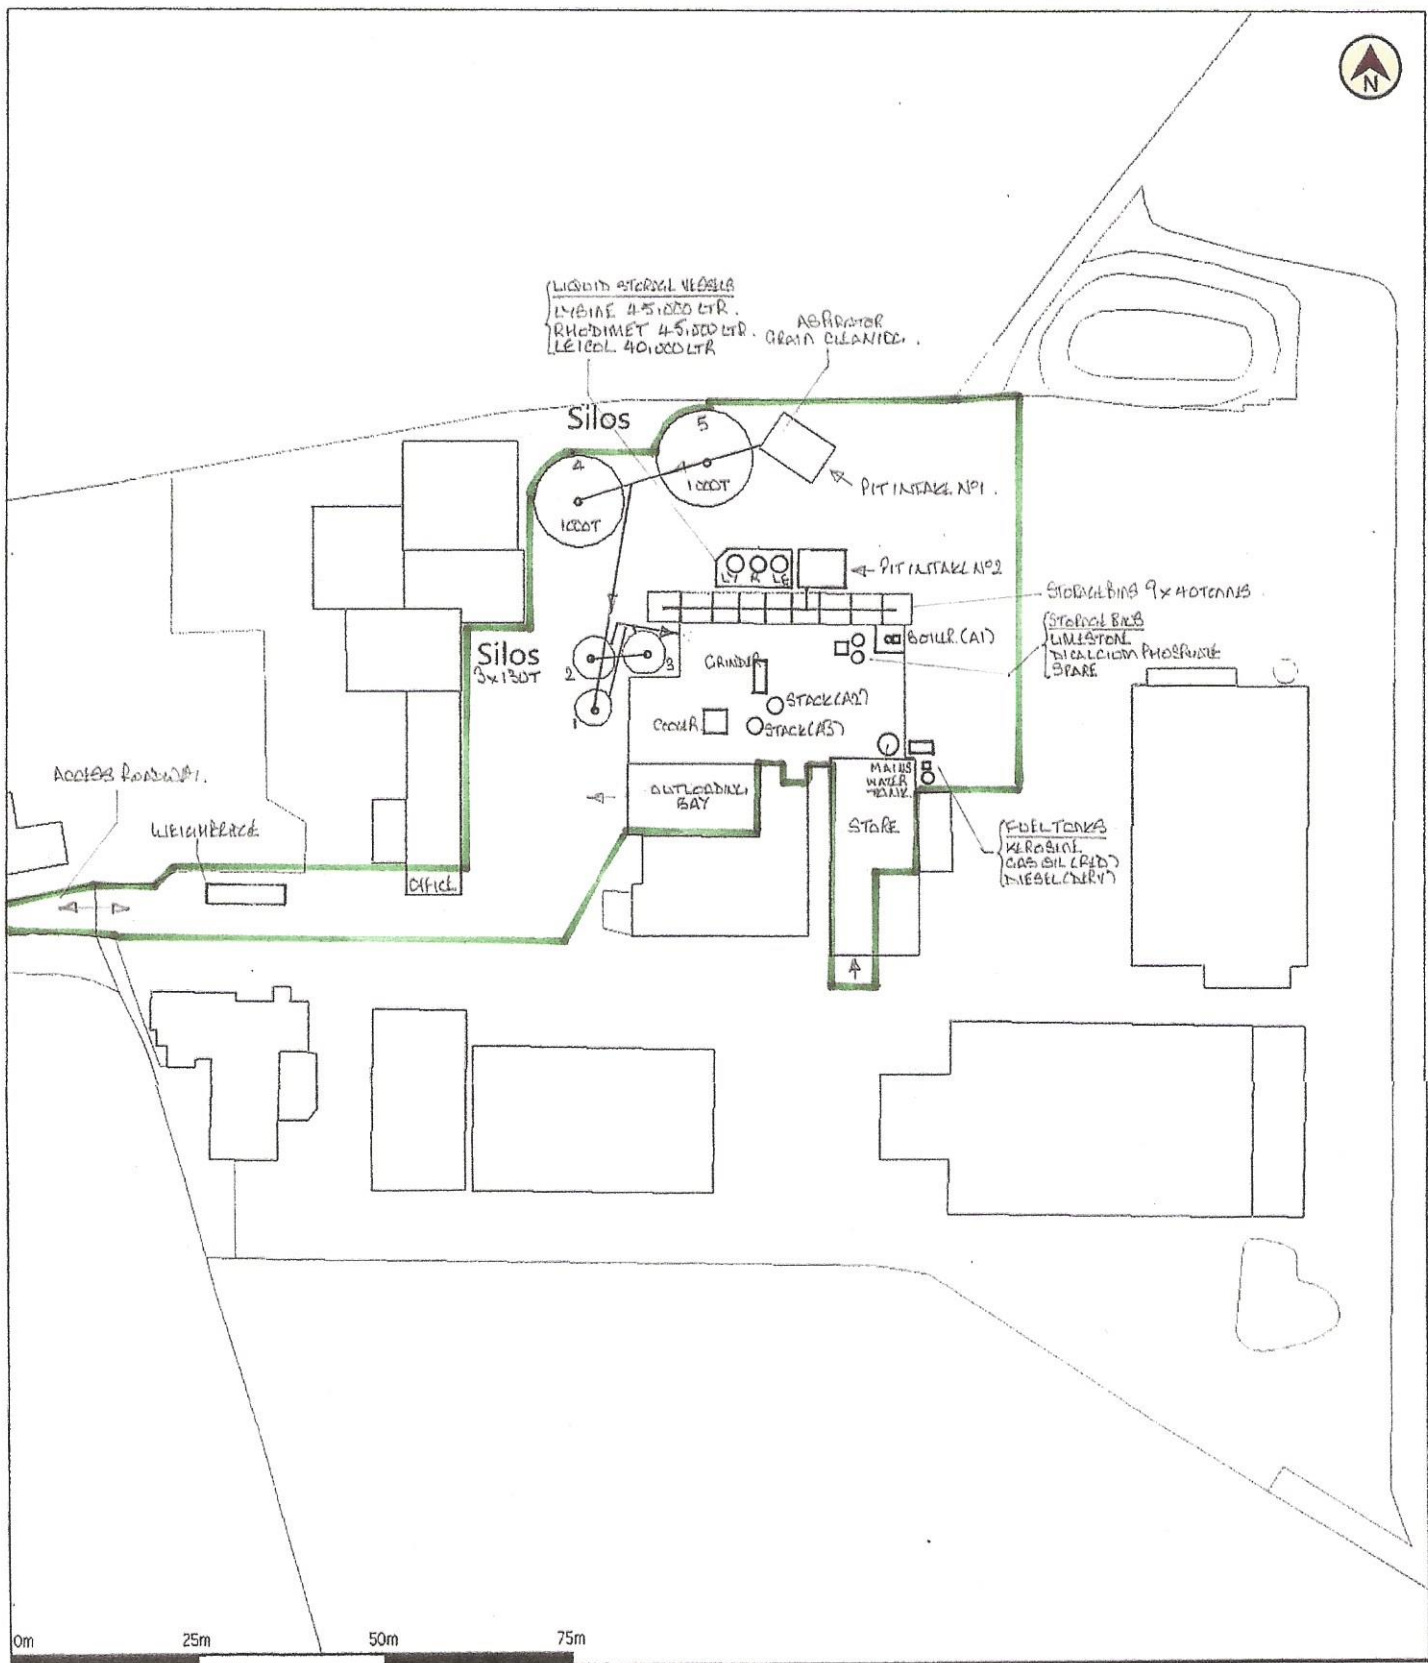 N
LIQUID STORAGE VESSELS
LYSINE 45,000 LTR.
RHODIMET 45,000 LTR.
LEICOL 40,000 LTR
ASPIRATOR
GRAIN CLEANING.
Silos
5
4
1000T
1000T
PIT INTAKE Nº1.
LY R LE
PIT INTAKE Nº2
STORAGE BINS 9 x 40 TONNES
STORAGE BINS
LIMESTONE
DICALCIUM PHOSPHATE
SPARE
BOILER (A1)
Silos
3 x 130T
2
3
1
GRINDER
STACK (A2)
COOLER
STACK (A3)
MAINS
WATER
TANK.
ACCESS ROADWAY.
OUTLOADING
BAY
STORE
WEIGHBRIDGE
FUEL TANKS
KEROSINE
GAS OIL (RED)
DIESEL (DERV)
OFFICE
0m
25m
50m
75m